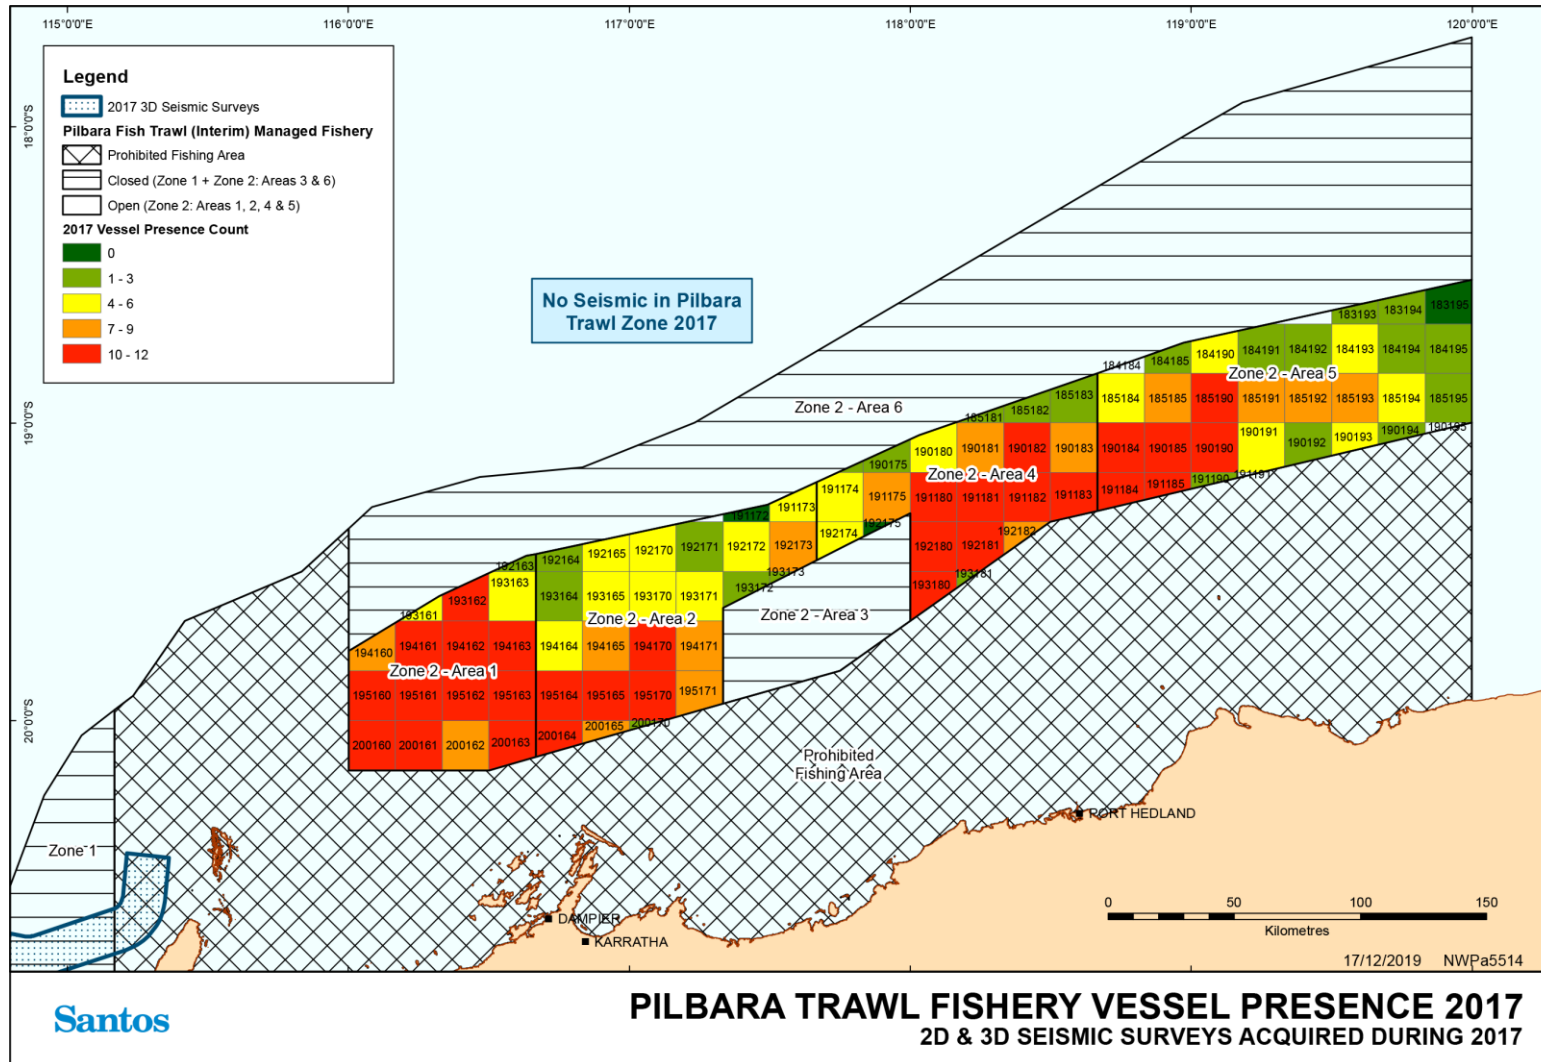 115°0'0"E
116°0'0"E
117°0'0"E
118°0'0"E
119°0'0"E
120°0'0"E
18°0'0"S
19°0'0"S
20°0'0"S
Legend
2017 3D Seismic Surveys
Pilbara Fish Trawl (Interim) Managed Fishery
Prohibited Fishing Area
Closed (Zone 1 + Zone 2: Areas 3 & 6)
Open (Zone 2: Areas 1, 2, 4 & 5)
2017 Vessel Presence Count
0
1 - 3
4 - 6
7 - 9
10 - 12
No Seismic in Pilbara
Trawl Zone 2017
183193 183194 183195
184184 184185 184190 184191 184192 184193 184194 184195
Zone 2 - Area 5
185181 185182 185183 185184 185185 185190 185191 185192 185193 185194 185195
Zone 2 - Area 6
190175 190180 190181 190182 190183 190184 190185 190190 190191 190192 190193 190194 190195
Zone 2 - Area 4
191172 191173 191174 191175 191180 191181 191182 191183 191184 191185 191190 191191
192163 192164 192165 192170 192171 192172 192173 192174 192175 192180 192181 192182
193161 193162 193163 193164 193165 193170 193171 193172 193173 193180 193181
Zone 2 - Area 2
Zone 2 - Area 3
194160 194161 194162 194163 194164 194165 194170 194171
Zone 2 - Area 1
195160 195161 195162 195163 195164 195165 195170 195171
200160 200161 200162 200163 200164 200165 200170
Prohibited
Fishing Area
PORT HEDLAND
Zone 1
DAMPIER
KARRATHA
0 50 100 150
Kilometres
17/12/2019 NWPa5514
Santos
PILBARA TRAWL FISHERY VESSEL PRESENCE 2017
2D & 3D SEISMIC SURVEYS ACQUIRED DURING 2017